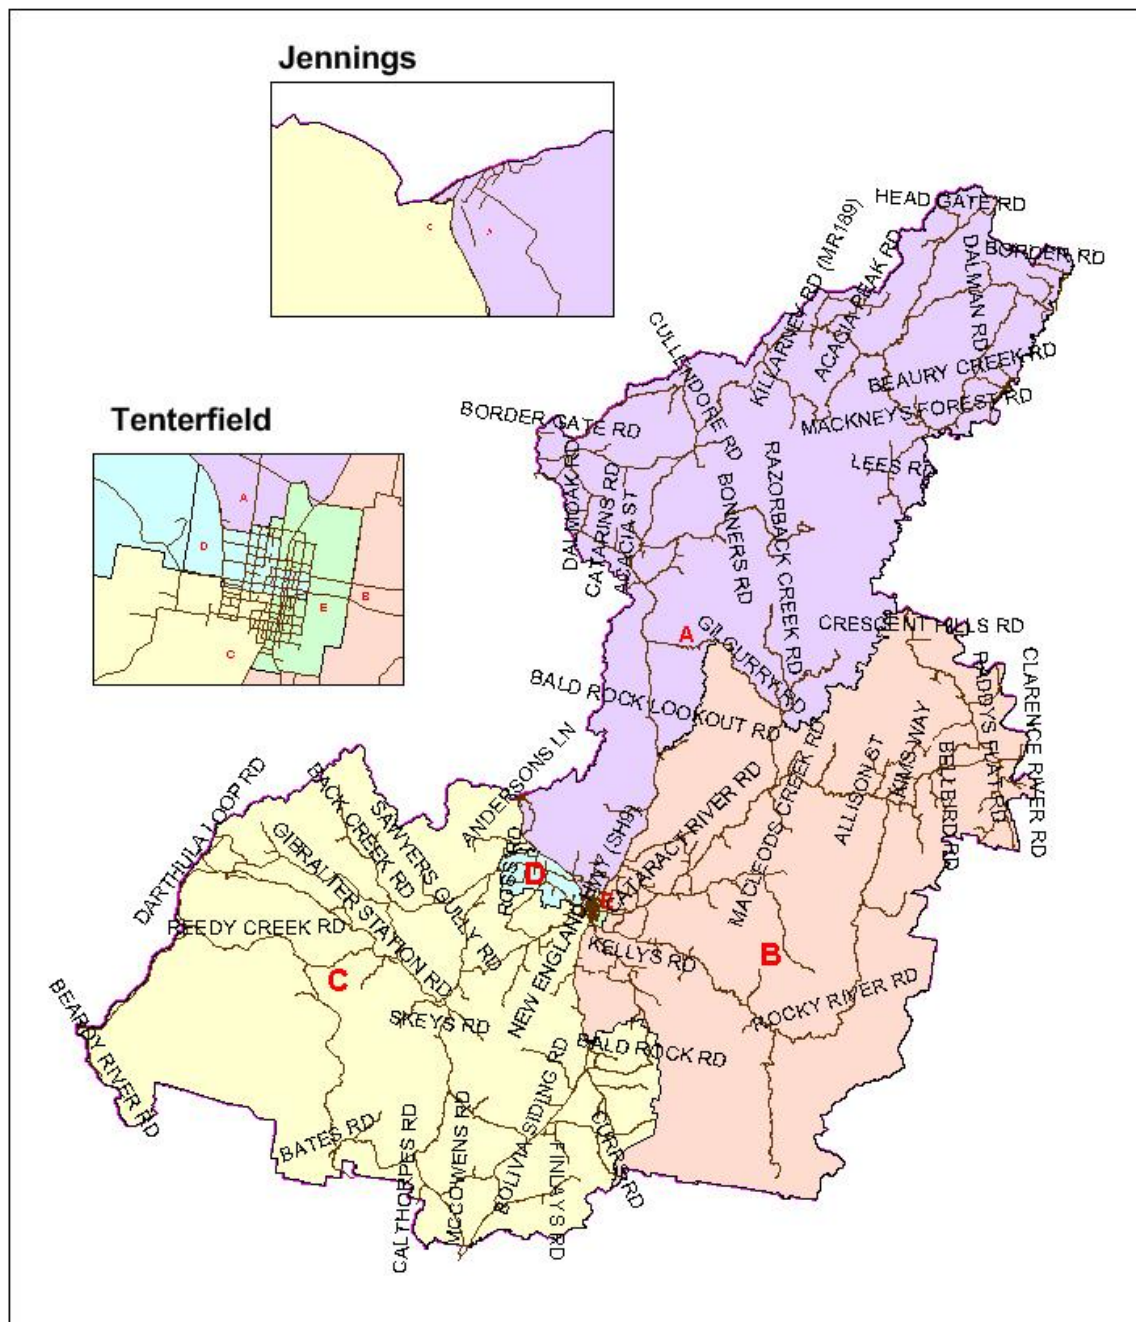 Jennings
C
A
HEAD GATE RD
BORDER RD
DALMAN RD
KILLARNEY RD (MR189)
ACACIA PEAK RD
CULLENDORE RD
BEAURY CREEK RD
MACKNEYS FOREST RD
BORDER GATE RD
LEES RD
Tenterfield
A
D
E
B
C
DALMOAK RD
CATARINS RD
ACACIA ST
BONNERS RD
RAZORBACK CREEK RD
A
GILGURRY RD
CRESCENT HILLS RD
BALD ROCK LOOKOUT RD
PADDYS FLAT RD
CLARENCE RIVER RD
KIMS WAY
ALLISON ST
BELLBIRD RD
MACLEODS CREEK RD
CATARACT RIVER RD
ANDERSONS LN
DARTHULA LOOP RD
BACK CREEK RD
SAWYERS GULLY RD
GIBRALTER STATION RD
ROSS RD
D
E
NEW ENGLAND HWY (SH9)
REEDY CREEK RD
KELLYS RD
B
C
BEARDY RIVER RD
SKEYS RD
ROCKY RIVER RD
BALD ROCK RD
BATES RD
CALTHORPES RD
MCCOWENS RD
BOLIVIA SIDING RD
FINLAYS RD
CURRS RD